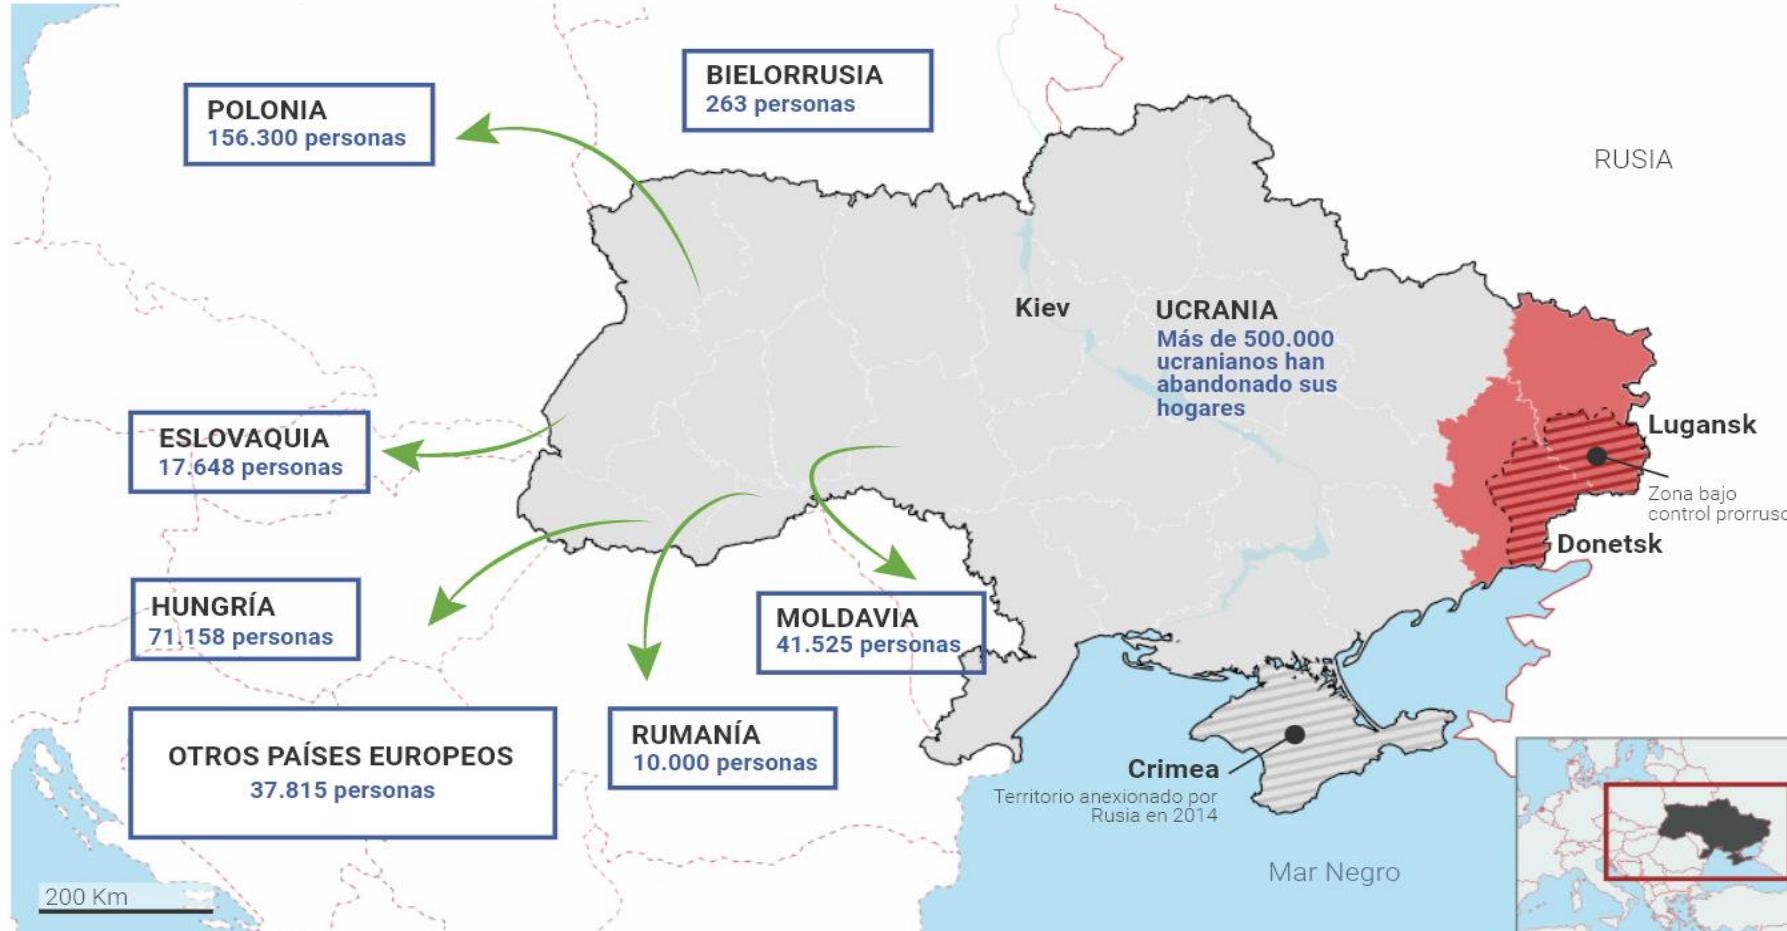 BIELORRUSIA
263 personas
POLONIA
156.300 personas
RUSIA
Kiev
UCRANIA
Más de 500.000
ucranianos han
abandonado sus
hogares
ESLOVAQUIA
17.648 personas
Lugansk
Zona bajo
control prorruso
Donetsk
HUNGRÍA
71.158 personas
MOLDAVIA
41.525 personas
OTROS PAÍSES EUROPEOS
37.815 personas
RUMANÍA
10.000 personas
Crimea
Territorio anexionado por
Rusia en 2014
Mar Negro
200 Km